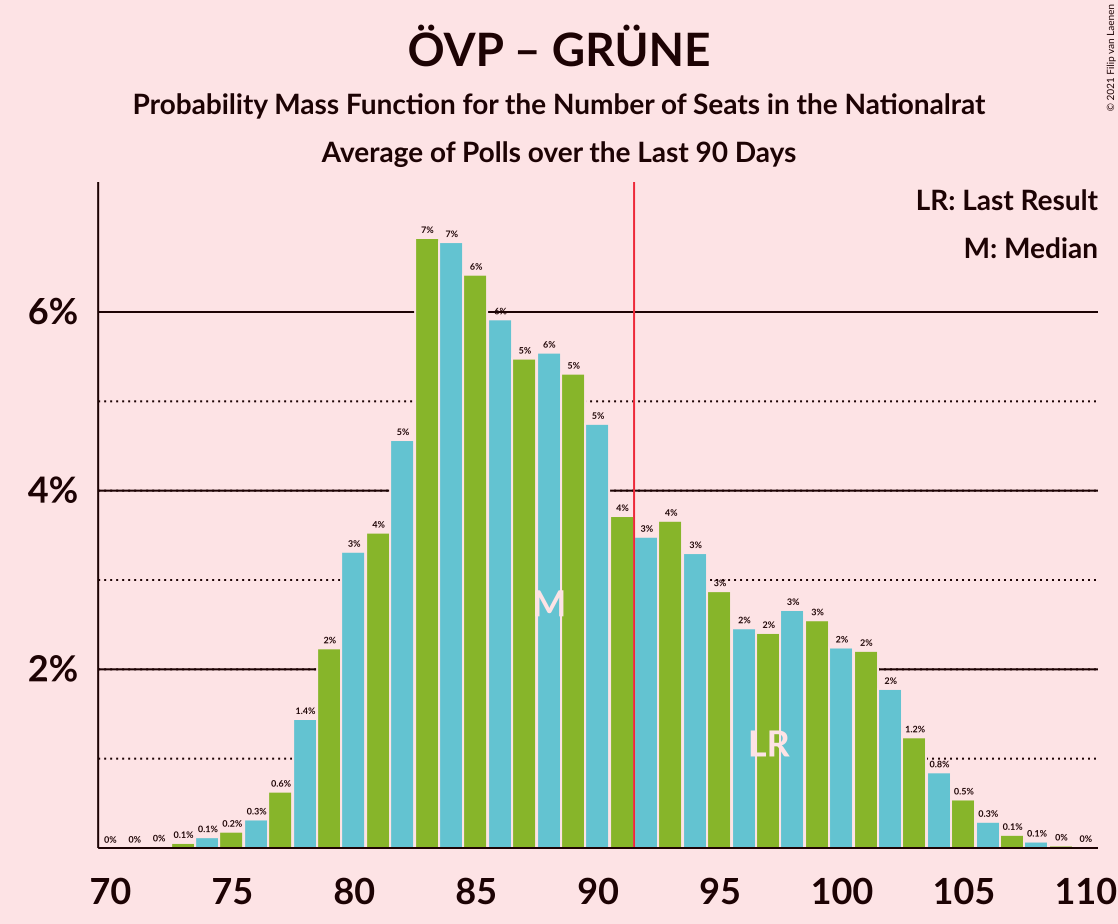 ÖVP – GRÜNE
Probability Mass Function for the Number of Seats in the Nationalrat
Average of Polls over the Last 90 Days
© 2021 Filip van Laenen
LR: Last Result
M: Median
6%
4%
2%
0% 0% 0% 0.1% 0.1% 0.2% 0.3% 0.6% 1.4% 2% 3% 4% 5% 7% 7% 6% 6% 5% 6% 5% 5% 4% 3% 4% 3% 3% 2% 2% 3% 3% 2% 2% 2% 1.2% 0.8% 0.5% 0.3% 0.1% 0.1% 0% 0%
M
LR
70 75 80 85 90 95 100 105 110